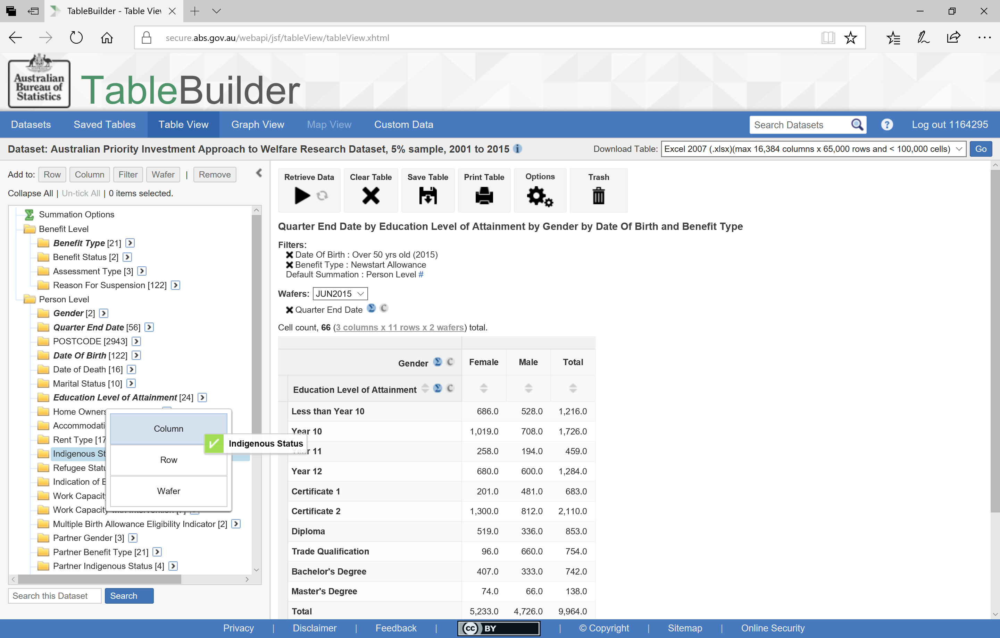 TableBuilder - Table Vie
secure.abs.gov.au/webapi/jsf/tableView/tableView.xhtml
Australian
Bureau of
Statistics
TableBuilder
Datasets Saved Tables Table View Graph View Map View Custom Data Search Datasets ? Log out 1164295
Dataset: Australian Priority Investment Approach to Welfare Research Dataset, 5% sample, 2001 to 2015 i Download Table: Excel 2007 (.xlsx)(max 16,384 columns x 65,000 rows and < 100,000 cells) Go
Add to: Row Column Filter Wafer | Remove
Collapse All | Un-tick All | 0 items selected.
Summation Options
Benefit Level
Benefit Type [21]
Benefit Status [2]
Assessment Type [3]
Reason For Suspension [122]
Person Level
Gender [2]
Quarter End Date [56]
POSTCODE [2943]
Date Of Birth [122]
Date of Death [16]
Marital Status [10]
Education Level of Attainment [24]
Home Owners
Accommodati
Rent Type [17
Indigenous St
Refugee Statu
Indication of
Work Capacity
Work Capacity with Intervention
Multiple Birth Allowance Eligibility Indicator [2]
Partner Gender [3]
Partner Benefit Type [21]
Partner Indigenous Status [4]
Column
Row
Wafer
Indigenous Status
Search this Dataset Search
Retrieve Data Clear Table Save Table Print Table Options Trash
Quarter End Date by Education Level of Attainment by Gender by Date Of Birth and Benefit Type
Filters:
Date Of Birth : Over 50 yrs old (2015)
Benefit Type : Newstart Allowance
Default Summation : Person Level #
Wafers: JUN2015
Quarter End Date Σ C
Cell count, 66 (3 columns x 11 rows x 2 wafers) total.
Gender Σ C Female Male Total
Education Level of Attainment Σ C
Less than Year 10 686.0 528.0 1,216.0
Year 10 1,019.0 708.0 1,726.0
Year 11 258.0 194.0 459.0
Year 12 680.0 600.0 1,284.0
Certificate 1 201.0 481.0 683.0
Certificate 2 1,300.0 812.0 2,110.0
Diploma 519.0 336.0 853.0
Trade Qualification 96.0 660.0 754.0
Bachelor's Degree 407.0 333.0 742.0
Master's Degree 74.0 66.0 138.0
Total 5,233.0 4,726.0 9,964.0
Privacy | Disclaimer | Feedback | cc BY | © Copyright | Sitemap | Online Security